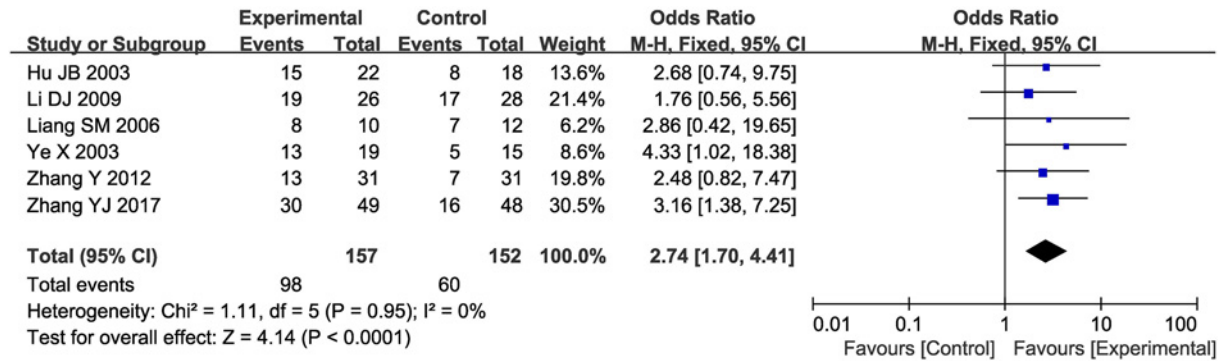 Experimental Control Odds Ratio Odds Ratio
Study or Subgroup Events Total Events Total Weight M-H, Fixed, 95% CI M-H, Fixed, 95% CI
Hu JB 2003 15 22 8 18 13.6% 2.68 [0.74, 9.75]
Li DJ 2009 19 26 17 28 21.4% 1.76 [0.56, 5.56]
Liang SM 2006 8 10 7 12 6.2% 2.86 [0.42, 19.65]
Ye X 2003 13 19 5 15 8.6% 4.33 [1.02, 18.38]
Zhang Y 2012 13 31 7 31 19.8% 2.48 [0.82, 7.47]
Zhang YJ 2017 30 49 16 48 30.5% 3.16 [1.38, 7.25]
Total (95% CI) 157 152 100.0% 2.74 [1.70, 4.41]
Total events 98 60
Heterogeneity: Chi² = 1.11, df = 5 (P = 0.95); I² = 0%
Test for overall effect: Z = 4.14 (P < 0.0001)
0.01 0.1 1 10 100
Favours [Control] Favours [Experimental]